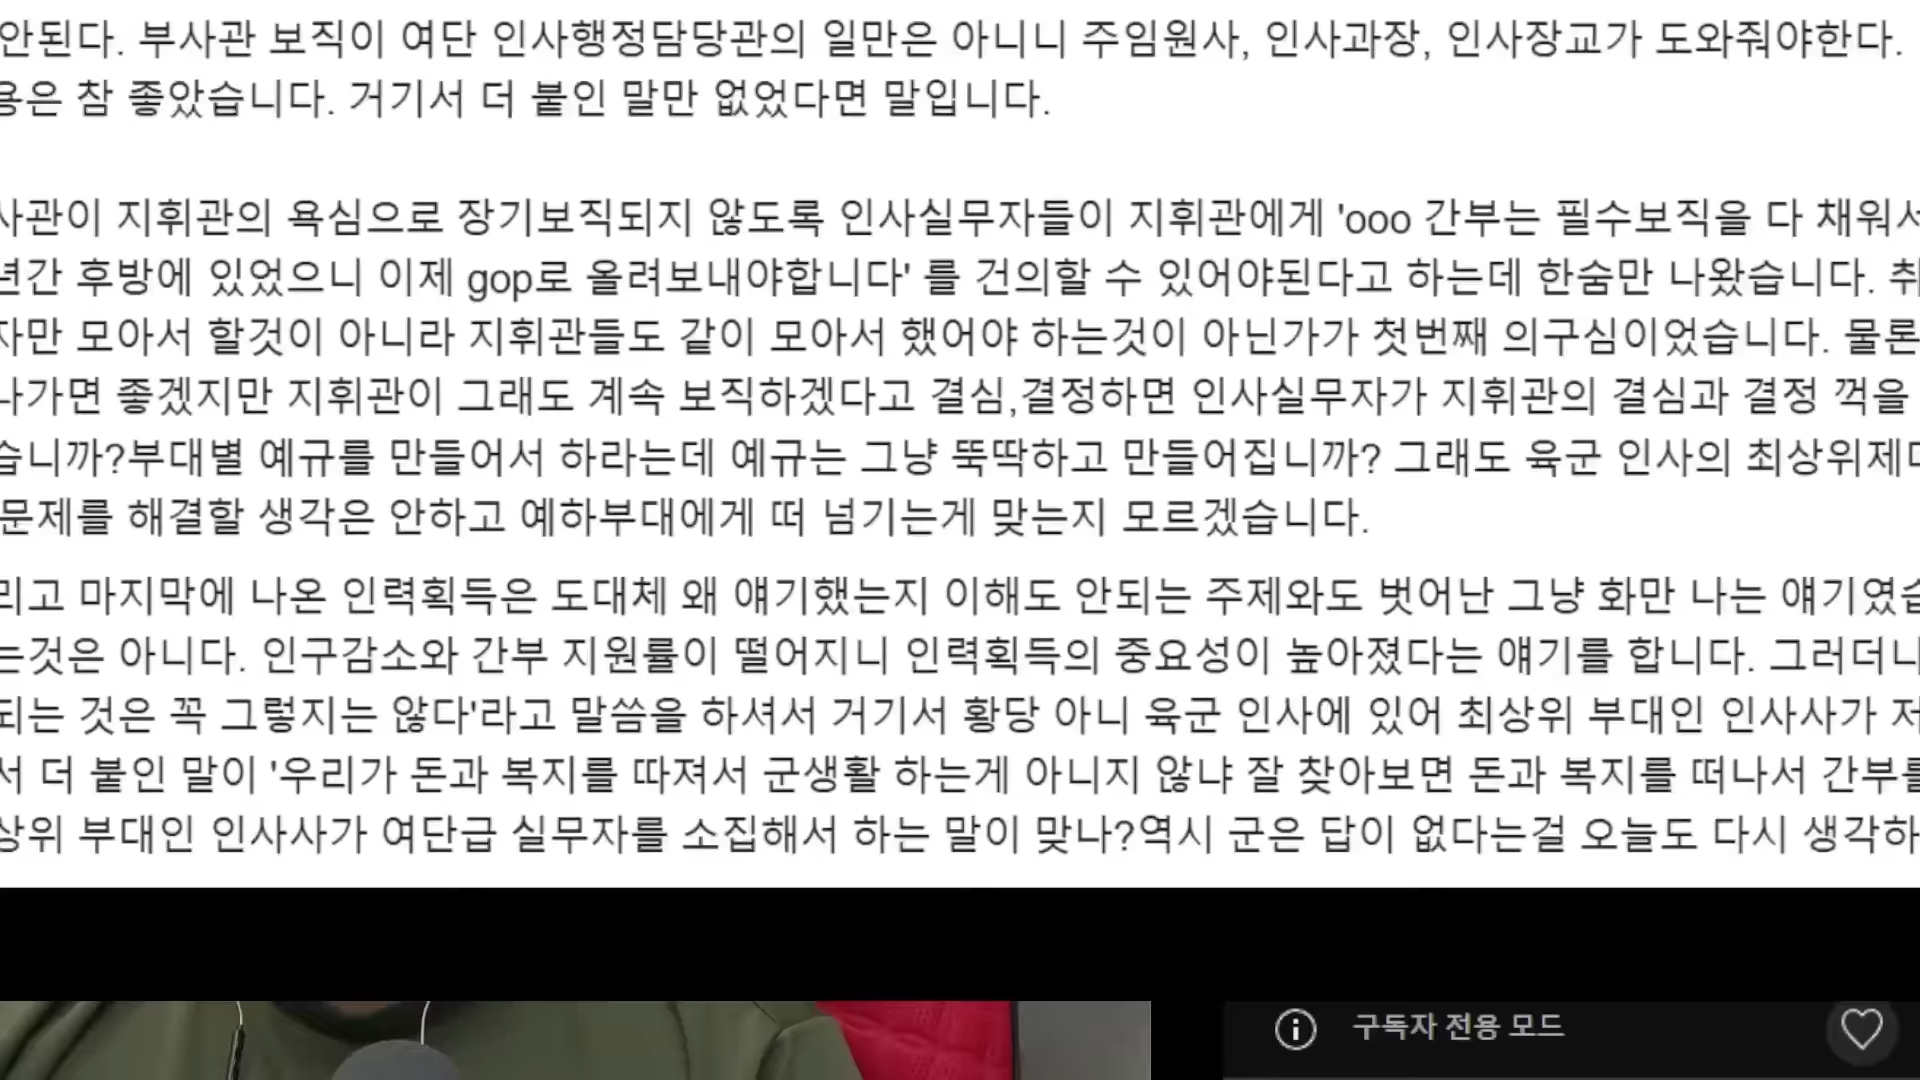 안된다. 부사관 보직이 여단 인사행정담당관의 일만은 아니니 주임원사, 인사과장, 인사장교가 도와줘야한다.
용은 참 좋았습니다. 거기서 더 붙인 말만 없었다면 말입니다.
사관이 지휘관의 욕심으로 장기보직되지 않도록 인사실무자들이 지휘관에게 'ooo 간부는 필수보직을 다 채워서
년간 후방에 있었으니 이제 gop로 올려보내야합니다' 를 건의할 수 있어야된다고 하는데 한숨만 나왔습니다. 취
자만 모아서 할것이 아니라 지휘관들도 같이 모아서 했어야 하는것이 아닌가가 첫번째 의구심이었습니다. 물론
나가면 좋겠지만 지휘관이 그래도 계속 보직하겠다고 결심,결정하면 인사실무자가 지휘관의 결심과 결정 꺽을
습니까?부대별 예규를 만들어서 하라는데 예규는 그냥 뚝딱하고 만들어집니까? 그래도 육군 인사의 최상위제대
문제를 해결할 생각은 안하고 예하부대에게 떠 넘기는게 맞는지 모르겠습니다.
리고 마지막에 나온 인력획득은 도대체 왜 얘기했는지 이해도 안되는 주제와도 벗어난 그냥 화만 나는 얘기였습
는것은 아니다. 인구감소와 간부 지원률이 떨어지니 인력획득의 중요성이 높아졌다는 얘기를 합니다. 그러더니
되는 것은 꼭 그렇지는 않다'라고 말씀을 하셔서 거기서 황당 아니 육군 인사에 있어 최상위 부대인 인사사가 저
서 더 붙인 말이 '우리가 돈과 복지를 따져서 군생활 하는게 아니지 않냐 잘 찾아보면 돈과 복지를 떠나서 간부를
상위 부대인 인사사가 여단급 실무자를 소집해서 하는 말이 맞나?역시 군은 답이 없다는걸 오늘도 다시 생각하
구독자 전용 모드